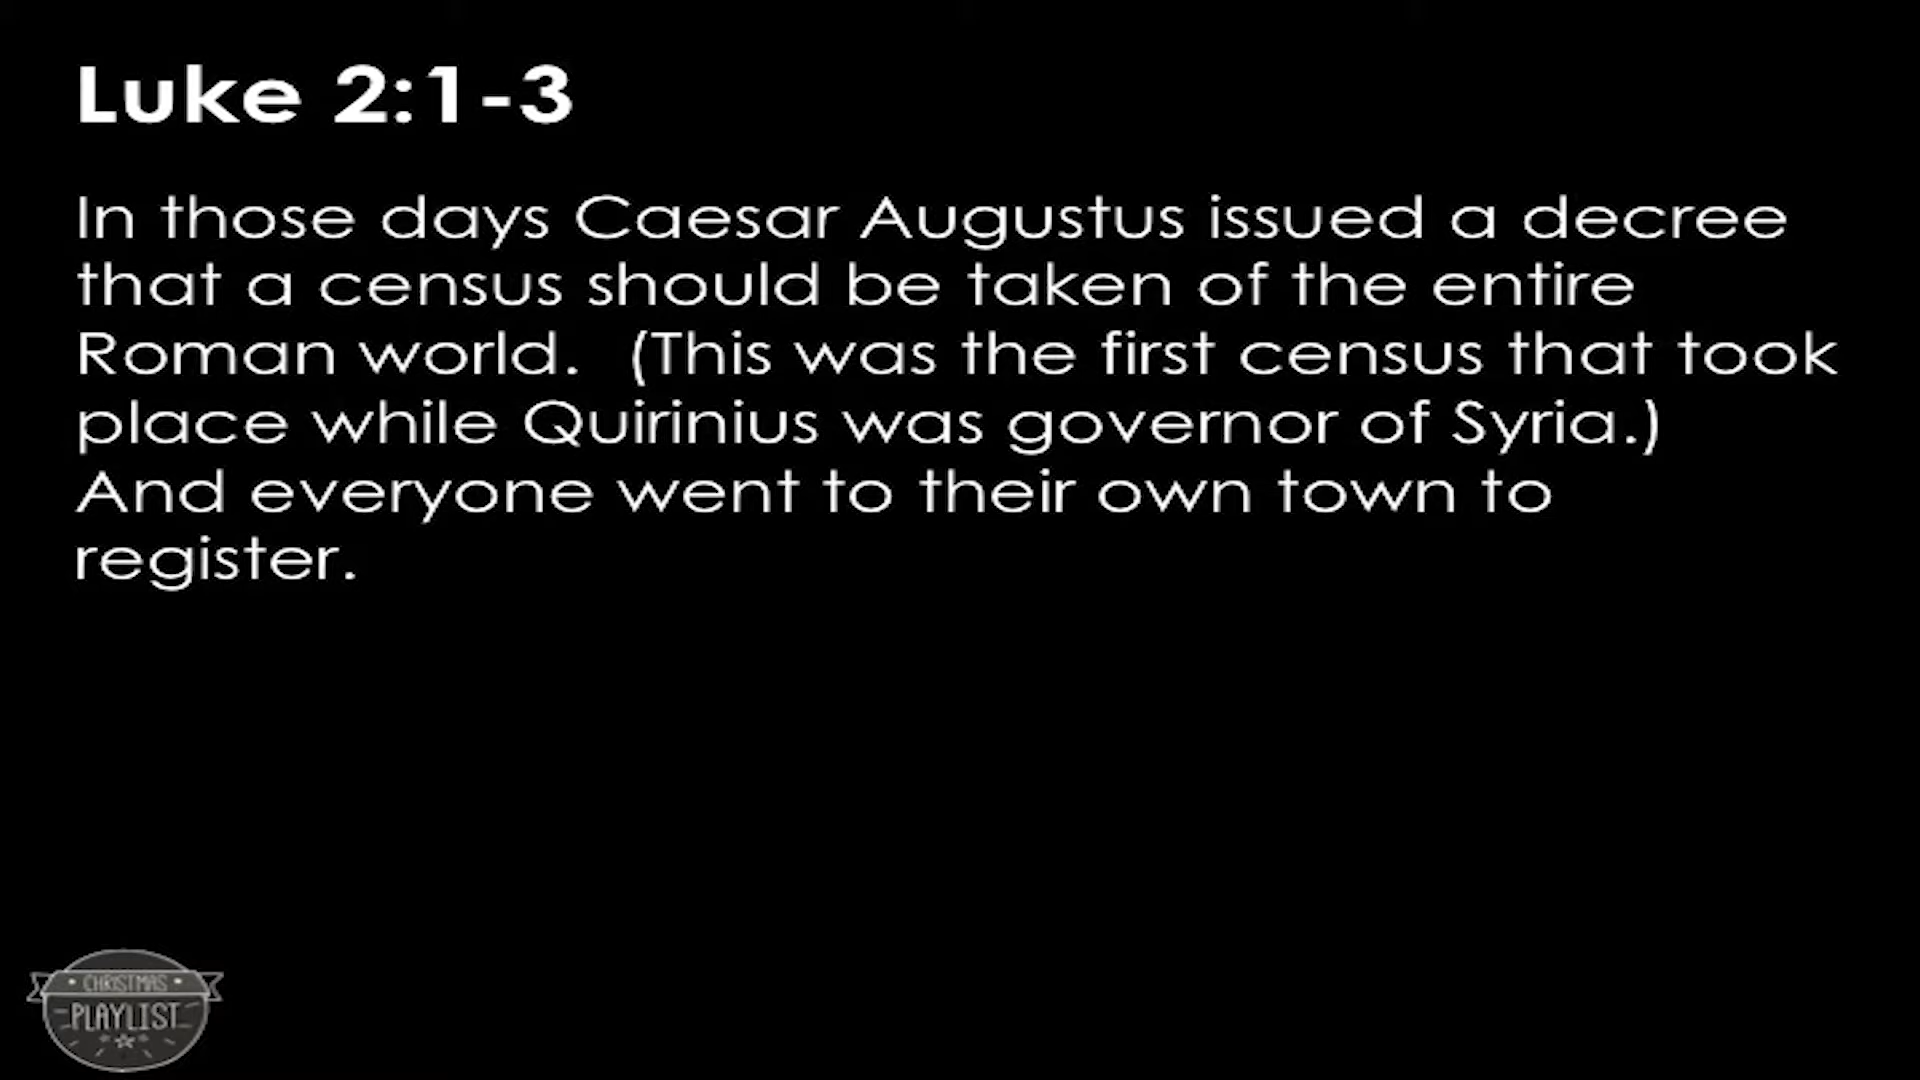 Luke 2:1-3
In those days Caesar Augustus issued a decree
that a census should be taken of the entire
Roman world.  (This was the first census that took
place while Quirinius was governor of Syria.)
And everyone went to their own town to
register.
CHRISTMAS
PLAYLIST